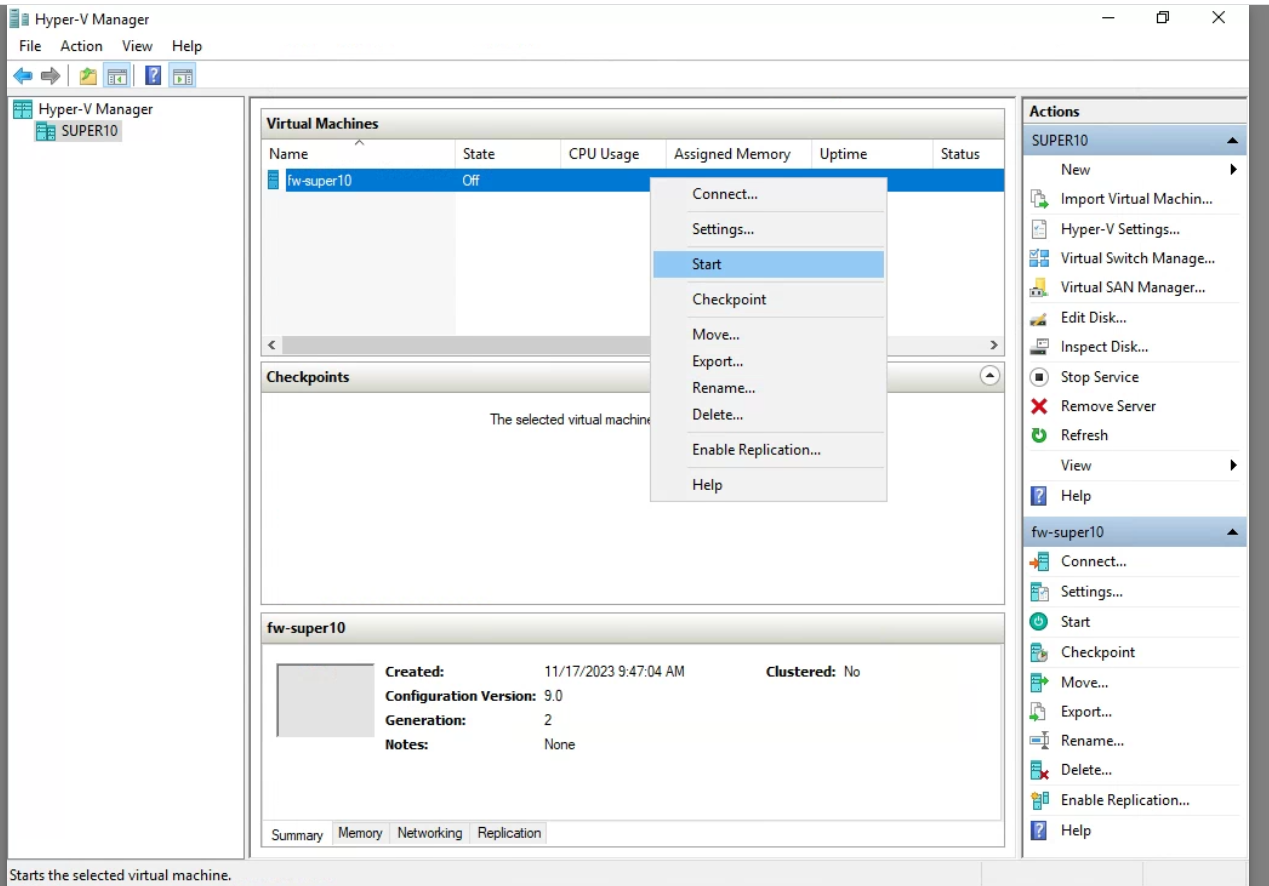 Hyper-V Manager
File Action View Help
Hyper-V Manager
SUPER10
Virtual Machines
Name State CPU Usage Assigned Memory Uptime Status
fw-super10 Off
Connect...
Settings...
Start
Checkpoint
Move...
Export...
Rename...
Delete...
Enable Replication...
Help
Checkpoints
The selected virtual machine
fw-super10
Created: 11/17/2023 9:47:04 AM Clustered: No
Configuration Version: 9.0
Generation: 2
Notes: None
Summary Memory Networking Replication
Actions
SUPER10
New
Import Virtual Machin...
Hyper-V Settings...
Virtual Switch Manage...
Virtual SAN Manager...
Edit Disk...
Inspect Disk...
Stop Service
Remove Server
Refresh
View
Help
fw-super10
Connect...
Settings...
Start
Checkpoint
Move...
Export...
Rename...
Delete...
Enable Replication...
Help
Starts the selected virtual machine.